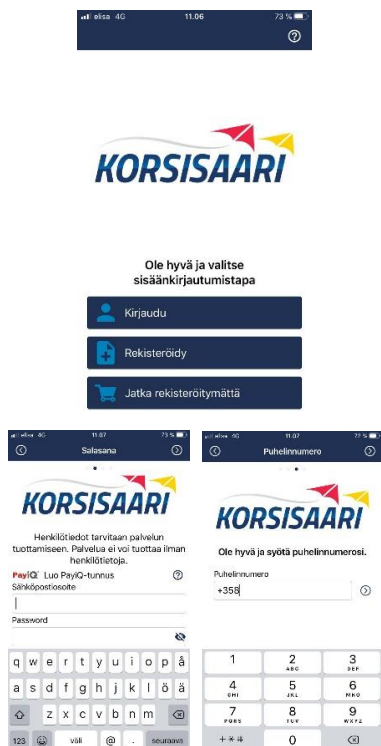 elisa 4G 11.06 73 %
KORSISAARI
Ole hyvä ja valitse
sisäänkirjautumistapa
Kirjaudu
Rekisteröidy
Jatka rekisteröitymättä
elisa 4G 11.07 73 %
Salasana
KORSISAARI
Henkilötiedot tarvitaan palvelun
tuottamiseen. Palvelua ei voi tuottaa ilman
henkilötietoja.
PayiQ Luo PayiQ-tunnus
Sähköpostiosoite
Password
q w e r t y u i o p å
a s d f g h j k l ö ä
z x c v b n m
123 väli @ . seuraava
elisa 4G 11.07 73 %
Puhelinnumero
KORSISAARI
Ole hyvä ja syötä puhelinnumerosi.
Puhelinnumero
+358
1 2 3
ABC DEF
4 5 6
GHI JKL MNO
7 8 9
PQRS TUV WXYZ
+ * # 0